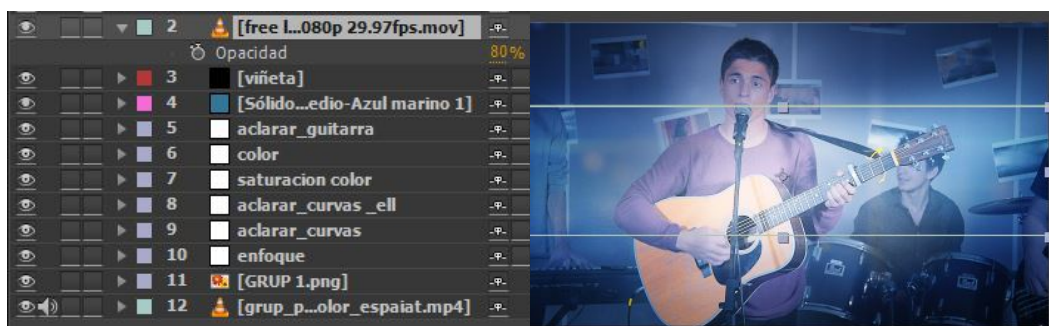 2 [free l...080p 29.97fps.mov]
Opacidad 80%
3 [viñeta]
4 [Sólido...edio-Azul marino 1]
5 aclarar_guitarra
6 color
7 saturacion color
8 aclarar_curvas _ell
9 aclarar_curvas
10 enfoque
11 [GRUP 1.png]
12 [grup_p...olor_espaiat.mp4]